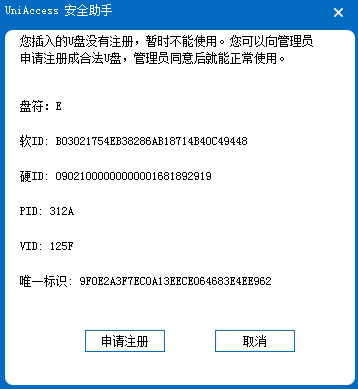 UniAccess 安全助手
您插入的U盘没有注册，暂时不能使用。您可以向管理员
申请注册成合法U盘，管理员同意后就能正常使用。
盘符：E
软ID: B03021754EB38286AB18714B40C49448
硬ID: 09021000000000001681892919
PID: 312A
VID: 125F
唯一标识: 9F0E2A3F7EC0A13EECE064683E4EE962
申请注册
取消